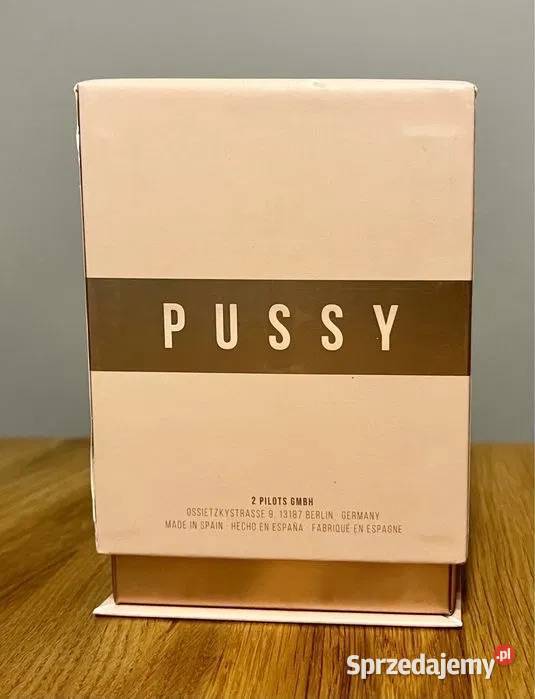 PUSSY
2 PILOTS GMBH
OSSIETZKYSTRASSE 9, 13187 BERLIN · GERMANY
MADE IN SPAIN · HECHO EN ESPAÑA · FABRIQUÉ EN ESPAGNE
Sprzedajemy.pl